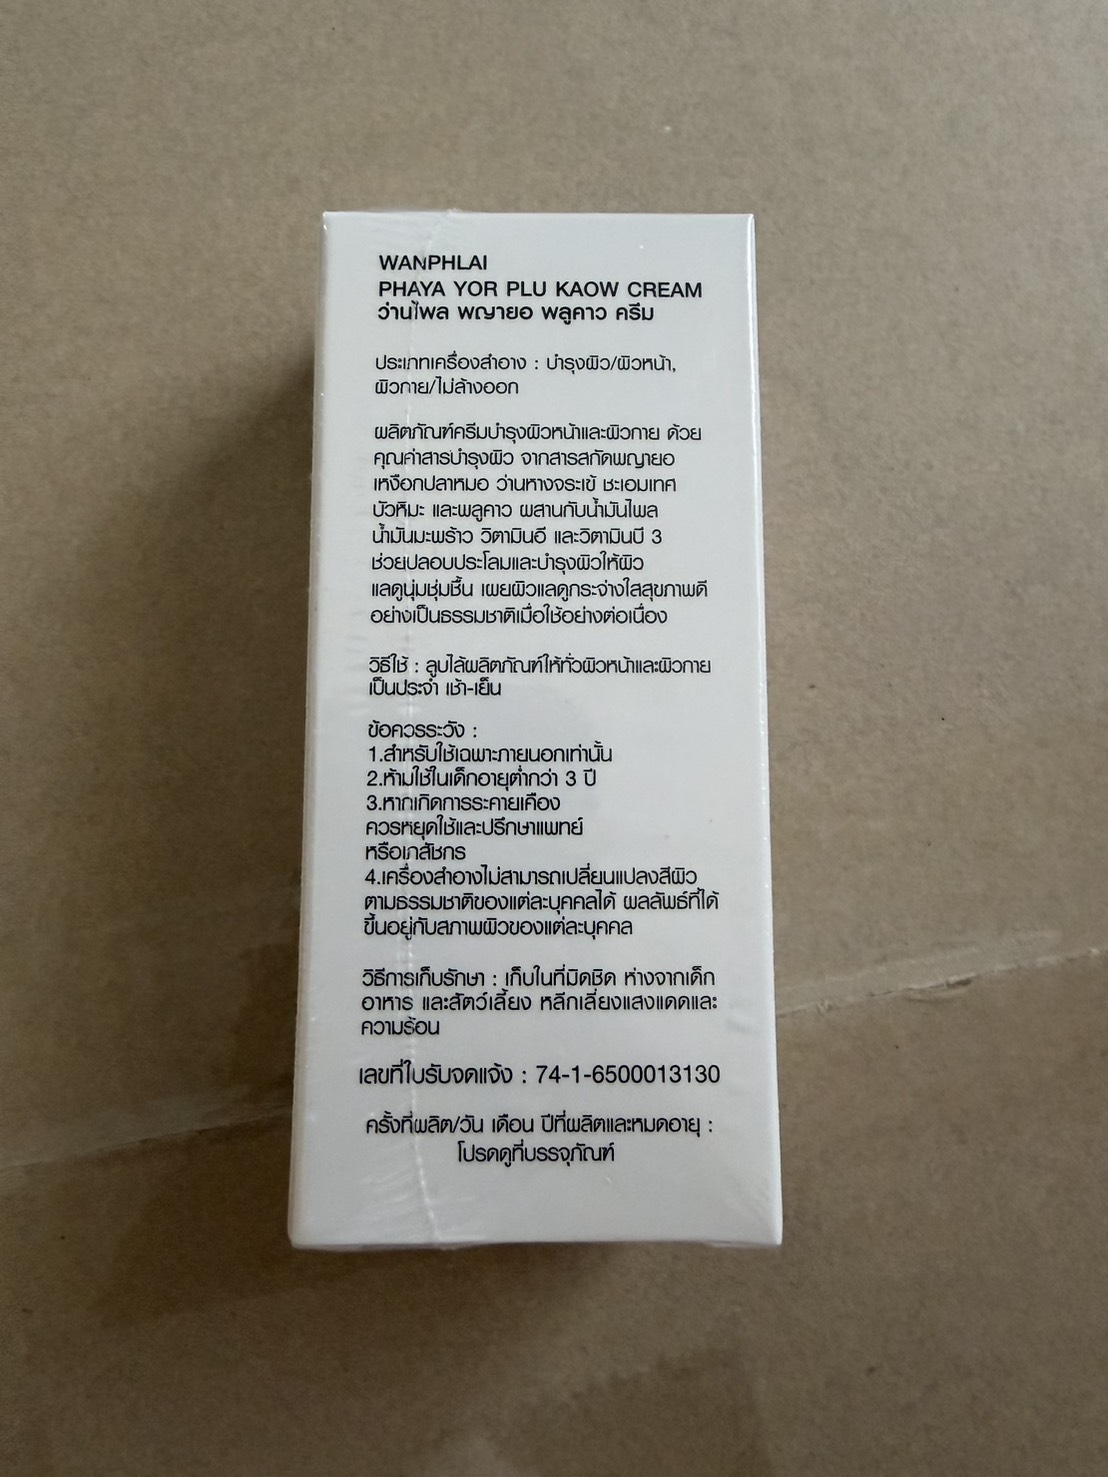 WANPHLAI
PHAYA YOR PLU KAOW CREAM
ว่านไพล พญายอ พลูคาว ครีม
ประเภทเครื่องสำอาง : บำรุงผิว/ผิวหน้า,
ผิวกาย/ไม่ล้างออก
ผลิตภัณฑ์ครีมบำรุงผิวหน้าและผิวกาย ด้วย
คุณค่าสารบำรุงผิว จากสารสกัดพญายอ
เหงือกปลาหมอ ว่านหางจระเข้ ชะเอมเทศ
บัวหิมะ และพลูคาว ผสานกับน้ำมันไพล
น้ำมันมะพร้าว วิตามินอี และวิตามินบี 3
ช่วยปลอบประโลมและบำรุงผิวให้ผิว
แลดูนุ่มชุ่มชื้น เผยผิวแลดูกระจ่างใสสุขภาพดี
อย่างเป็นธรรมชาติเมื่อใช้อย่างต่อเนื่อง
วิธีใช้ : ลูบไล้ผลิตภัณฑ์ให้ทั่วผิวหน้าและผิวกาย
เป็นประจำ เช้า-เย็น
ข้อควรระวัง :
1.สำหรับใช้เฉพาะภายนอกเท่านั้น
2.ห้ามใช้ในเด็กอายุต่ำกว่า 3 ปี
3.หากเกิดการระคายเคือง
ควรหยุดใช้และปรึกษาแพทย์
หรือเภสัชกร
4.เครื่องสำอางไม่สามารถเปลี่ยนแปลงสีผิว
ตามธรรมชาติของแต่ละบุคคลได้ ผลลัพธ์ที่ได้
ขึ้นอยู่กับสภาพผิวของแต่ละบุคคล
วิธีการเก็บรักษา : เก็บในที่มิดชิด ห่างจากเด็ก
อาหาร และสัตว์เลี้ยง หลีกเลี่ยงแสงแดดและ
ความร้อน
เลขที่ใบรับจดแจ้ง : 74-1-6500013130
ครั้งที่ผลิต/วัน เดือน ปีที่ผลิตและหมดอายุ :
โปรดดูที่บรรจุภัณฑ์